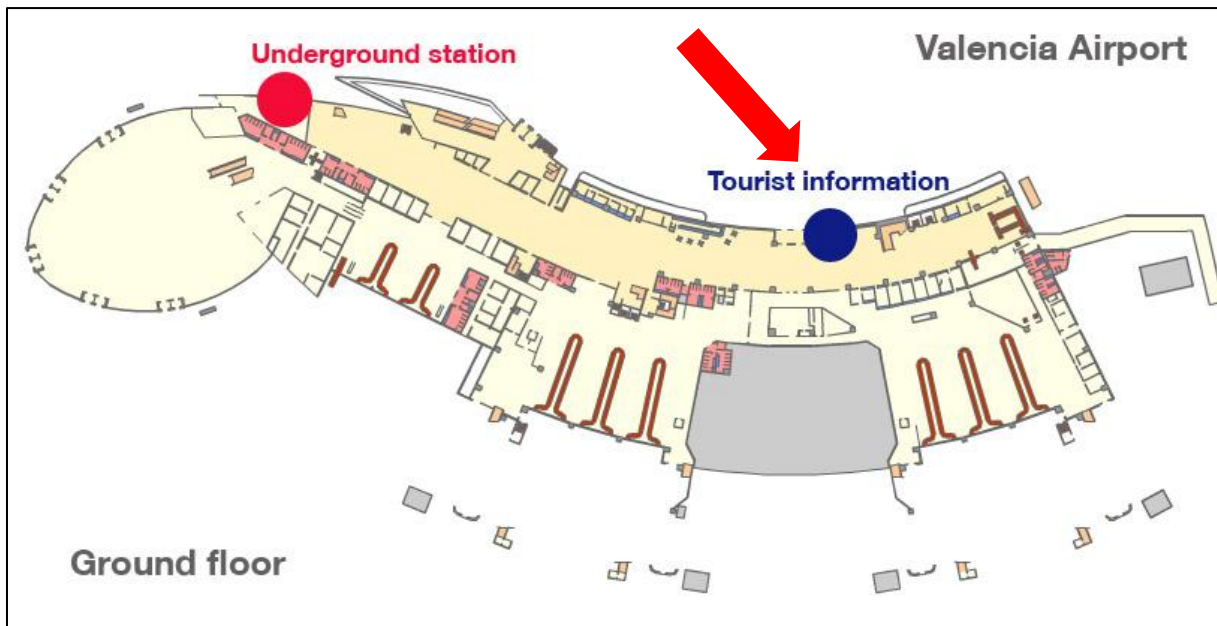 Underground station
Valencia Airport
Tourist information
Ground floor